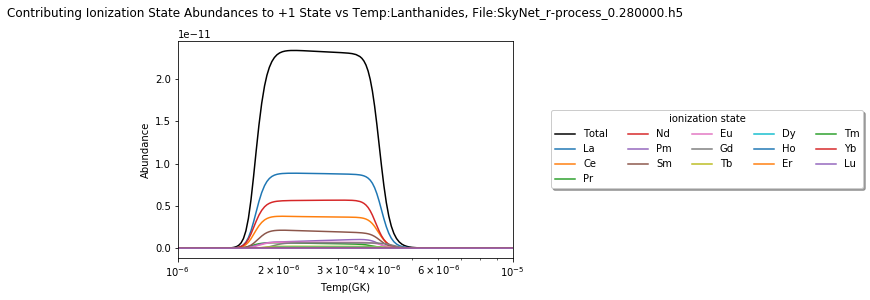 Contributing Ionization State Abundances to +1 State vs Temp:Lanthanides, File:SkyNet_r-process_0.280000.h5
1e−11
2.0
1.5
1.0
0.5
0.0
Abundance
10⁻⁶
2 × 10⁻⁶
3 × 10⁻⁶
4 × 10⁻⁶
6 × 10⁻⁶
10⁻⁵
Temp(GK)
ionization state
Total Nd Eu Dy Tm
La Pm Gd Ho Yb
Ce Sm Tb Er Lu
Pr